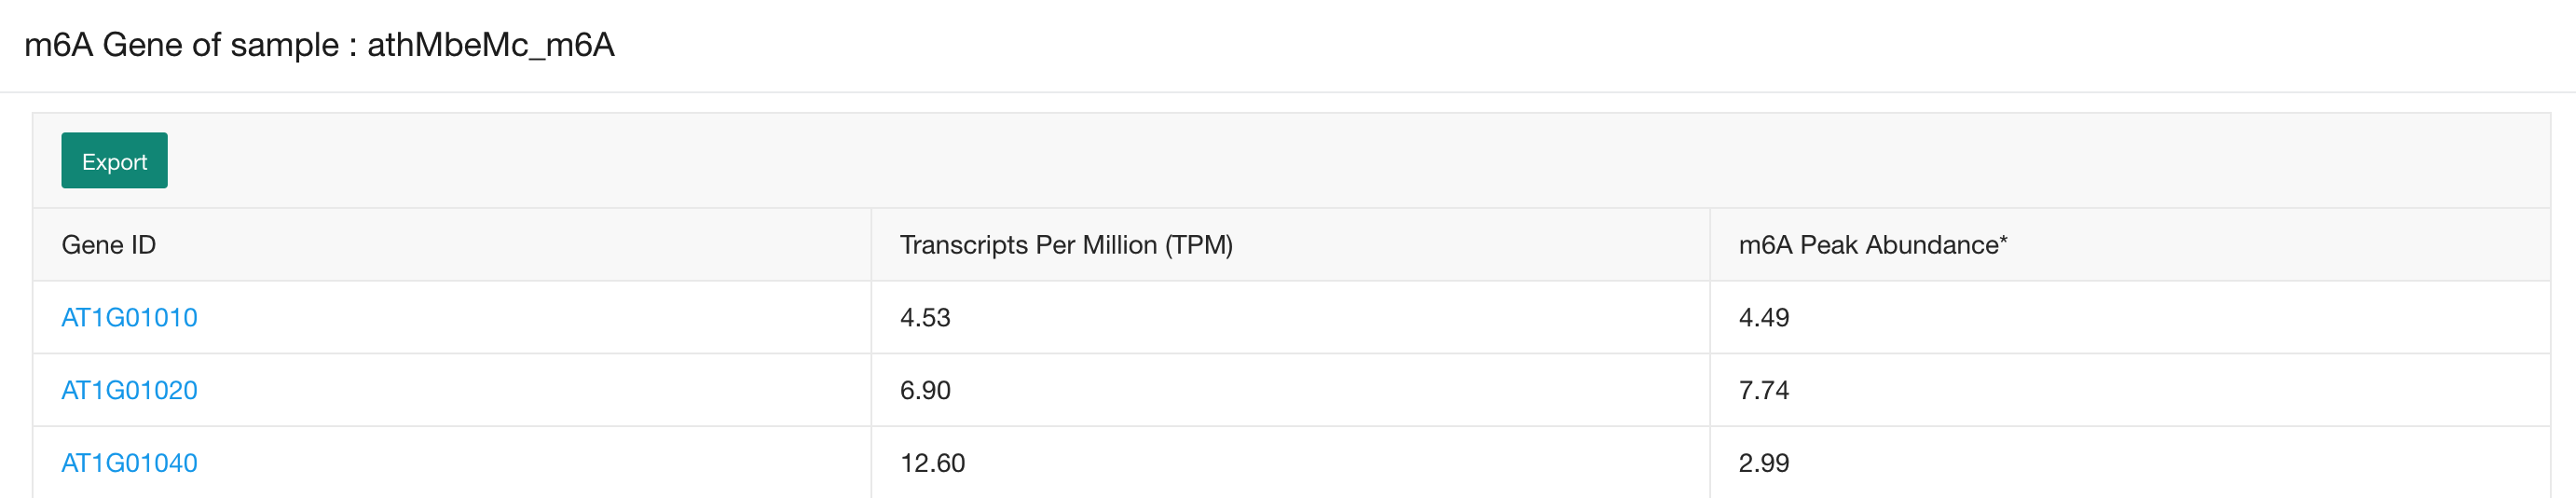 m6A Gene of sample : athMbeMc_m6A
Export
Gene ID Transcripts Per Million (TPM) m6A Peak Abundance*
AT1G01010 4.53 4.49
AT1G01020 6.90 7.74
AT1G01040 12.60 2.99